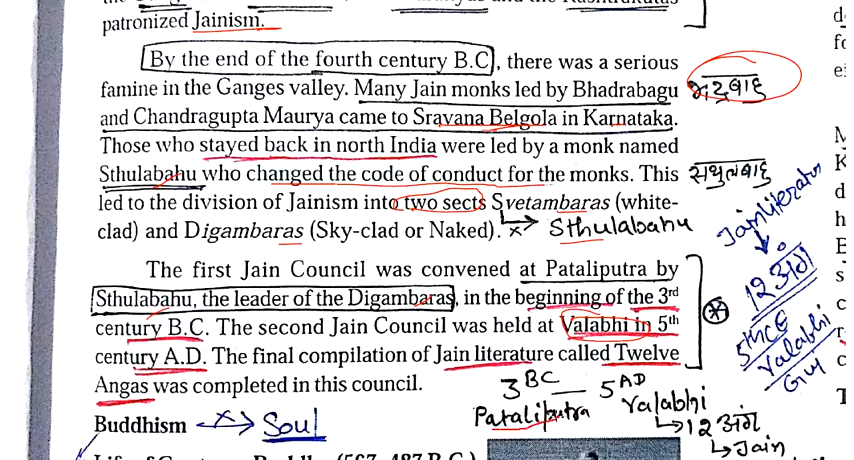 patronized Jainism.
By the end of the fourth century B.C, there was a serious
famine in the Ganges valley. Many Jain monks led by Bhadrabagu
भद्रबाहु
and Chandragupta Maurya came to Sravana Belgola in Karnataka.
Those who stayed back in north India were led by a monk named
Sthulabahu who changed the code of conduct for the monks. This
led to the division of Jainism into two sects Svetambaras (white-
clad) and Digambaras (Sky-clad or Naked). x Sthulabahu
The first Jain Council was convened at Pataliputra by
Sthulabahu, the leader of the Digambaras, in the beginning of the 3rd
century B.C. The second Jain Council was held at Valabhi in 5th
century A.D. The final compilation of Jain literature called Twelve
Angas was completed in this council.
Jain literature
12 अंग
5th CE
Valabhi
Guj
3 BC — 5 AD
Pataliputra Valabhi
12 अंग
Jain
Buddhism x Soul